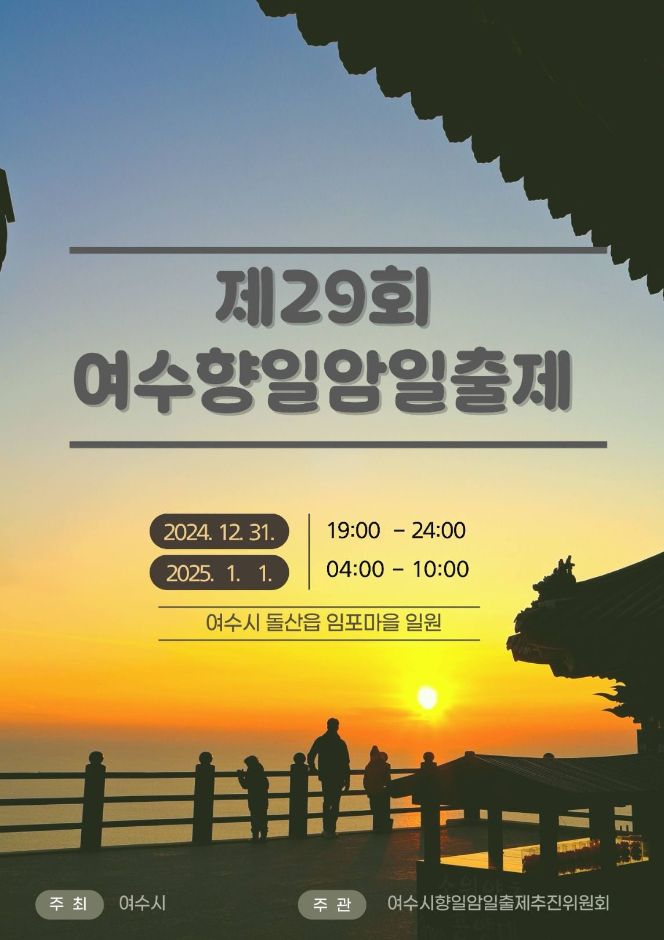 제29회
여수향일암일출제
2024. 12. 31. 19:00 – 24:00
2025. 1. 1. 04:00 – 10:00
여수시 돌산읍 임포마을 일원
주 최 여수시 주 관 여수시향일암일출제추진위원회